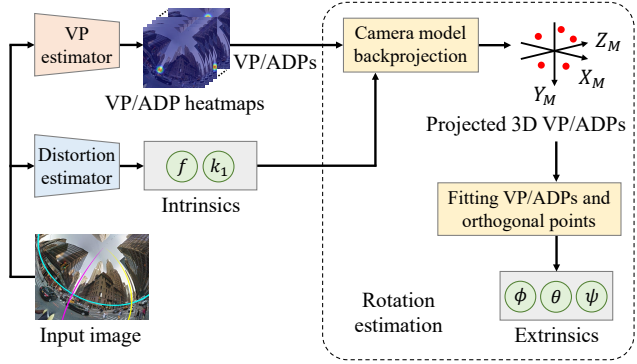 VP
estimator
VP/ADPs
VP/ADP heatmaps
Camera model
backprojection
Z_M
X_M
Y_M
Projected 3D VP/ADPs
Distortion
estimator
f k_1
Intrinsics
Fitting VP/ADPs and
orthogonal points
Input image
Rotation
estimation
ϕ θ ψ
Extrinsics